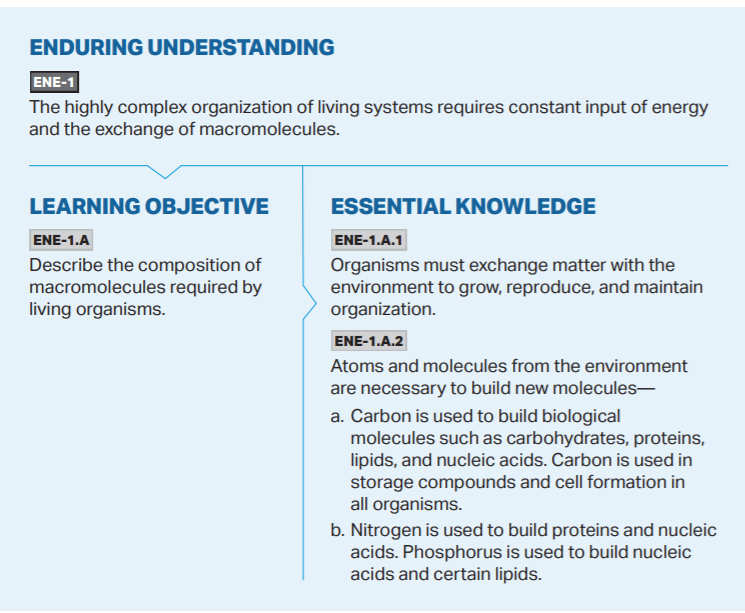 ENDURING UNDERSTANDING
ENE-1
The highly complex organization of living systems requires constant input of energy
and the exchange of macromolecules.
LEARNING OBJECTIVE
ENE-1.A
Describe the composition of
macromolecules required by
living organisms.
ESSENTIAL KNOWLEDGE
ENE-1.A.1
Organisms must exchange matter with the
environment to grow, reproduce, and maintain
organization.
ENE-1.A.2
Atoms and molecules from the environment
are necessary to build new molecules—
a. Carbon is used to build biological
molecules such as carbohydrates, proteins,
lipids, and nucleic acids. Carbon is used in
storage compounds and cell formation in
all organisms.
b. Nitrogen is used to build proteins and nucleic
acids. Phosphorus is used to build nucleic
acids and certain lipids.